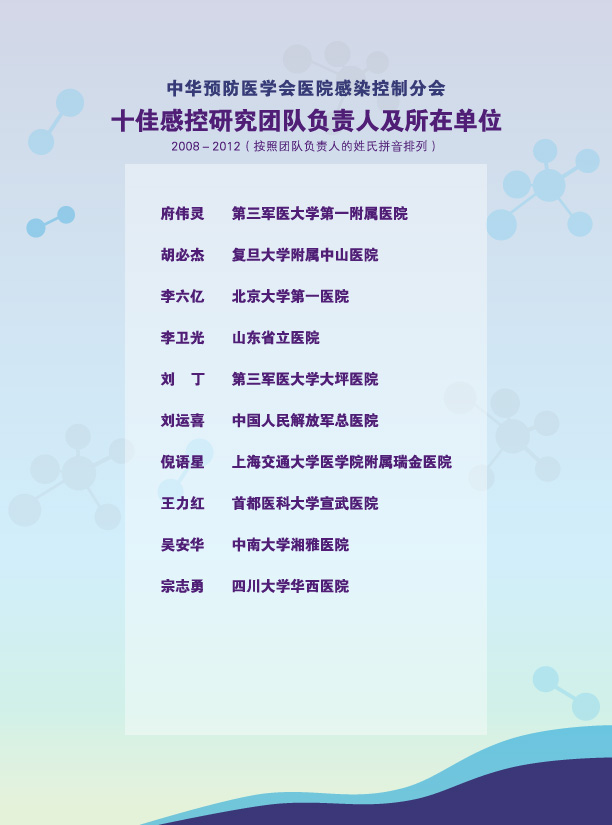 中华预防医学会医院感染控制分会
十佳感控研究团队负责人及所在单位
2008－2012（按照团队负责人的姓氏拼音排列）
府伟灵 第三军医大学第一附属医院
胡必杰 复旦大学附属中山医院
李六亿 北京大学第一医院
李卫光 山东省立医院
刘 丁 第三军医大学大坪医院
刘运喜 中国人民解放军总医院
倪语星 上海交通大学医学院附属瑞金医院
王力红 首都医科大学宣武医院
吴安华 中南大学湘雅医院
宗志勇 四川大学华西医院